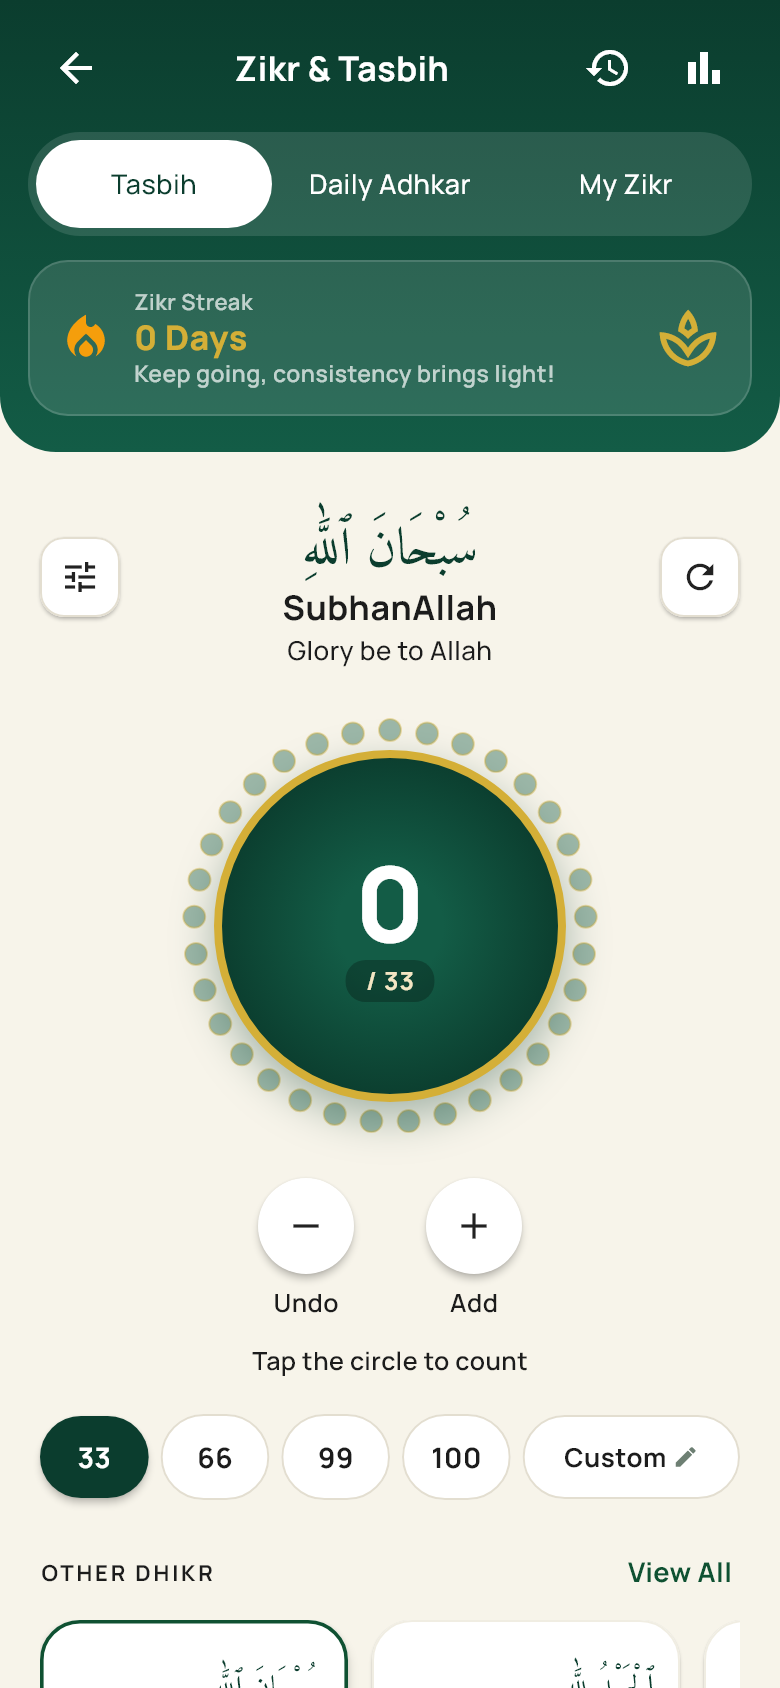 Zikr & Tasbih
Tasbih
Daily Adhkar
My Zikr
Zikr Streak
0 Days
Keep going, consistency brings light!
سُبْحَانَ ٱللَّٰهِ
SubhanAllah
Glory be to Allah
0
/ 33
Undo
Add
Tap the circle to count
33
66
99
100
Custom
OTHER DHIKR
View All